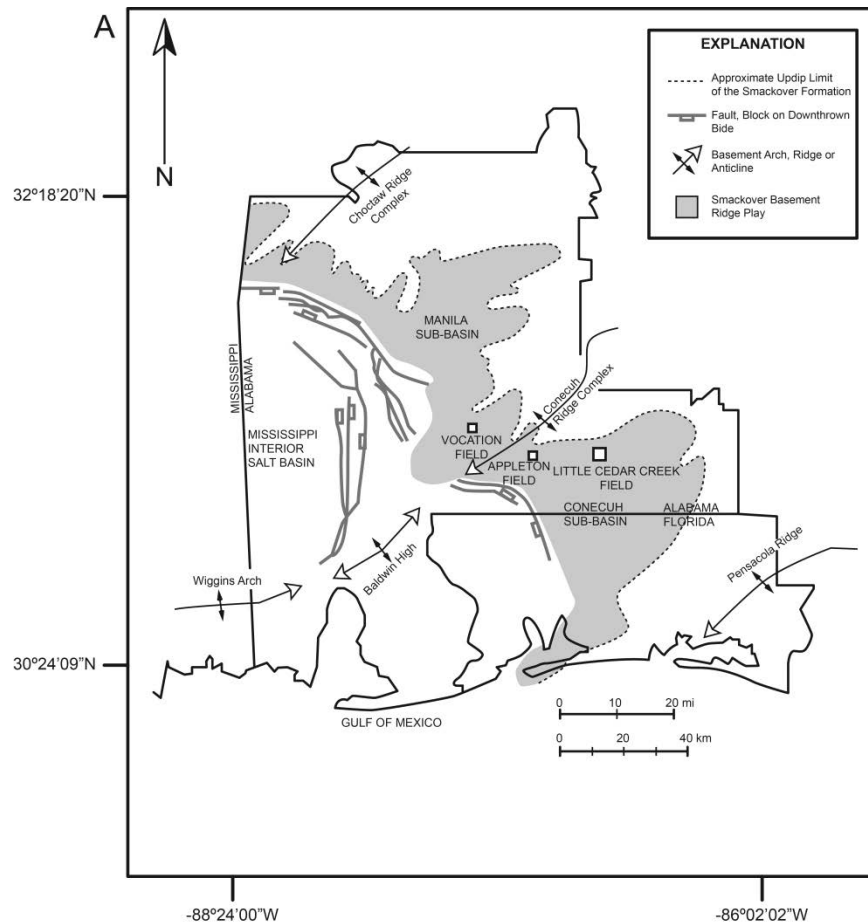 A
N
EXPLANATION
Approximate Updip Limit
of the Smackover Formation
Fault, Block on Downthrown
Bide
Basement Arch, Ridge or
Anticline
Smackover Basement
Ridge Play
32º18'20"N
30º24'09"N
Choctaw Ridge
Complex
MANILA
SUB-BASIN
MISSISSIPPI
ALABAMA
MISSISSIPPI
INTERIOR
SALT BASIN
Conecuh
Ridge Complex
VOCATION
FIELD
APPLETON
FIELD
LITTLE CEDAR CREEK
FIELD
CONECUH
SUB-BASIN
ALABAMA
FLORIDA
Wiggins Arch
Baldwin High
Pensacola Ridge
GULF OF MEXICO
0 10 20 mi
0 20 40 km
-88º24'00"W
-86º02'02"W